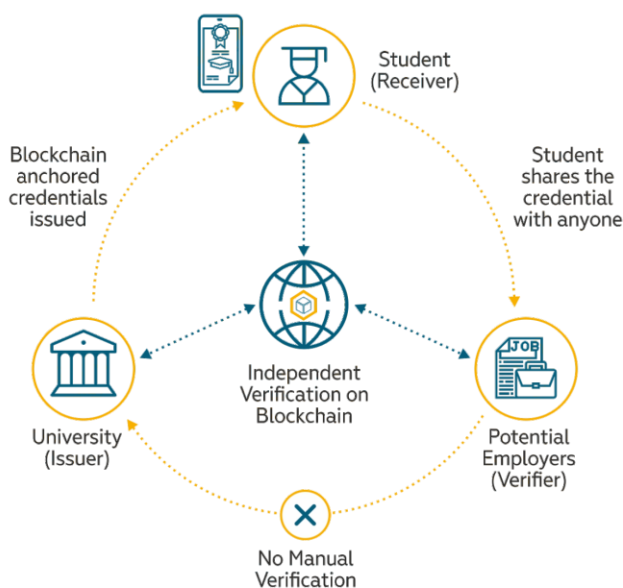 Student
(Receiver)
Blockchain
anchored
credentials
issued
Student
shares the
credential
with anyone
Independent
Verification on
Blockchain
JOB
University
(Issuer)
Potential
Employers
(Verifier)
No Manual
Verification